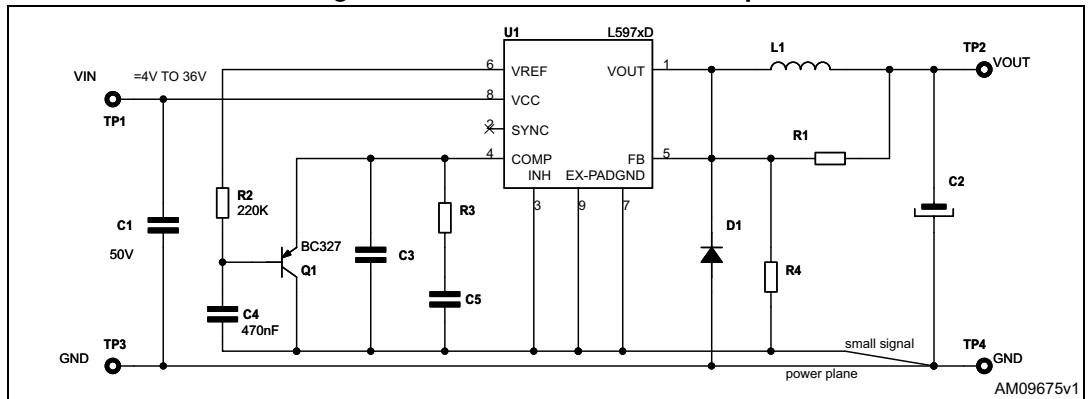 U1
L597xD
L1
TP2
VIN
=4V TO 36V
6
VREF
VOUT
1
VOUT
8
VCC
TP1
2
SYNC
R1
4
COMP
FB
5
INH
EX-PADGND
R2
220K
3
9
7
R3
C2
C1
50V
BC327
Q1
C3
D1
R4
C4
470nF
C5
TP3
GND
small signal
power plane
TP4
GND
AM09675v1